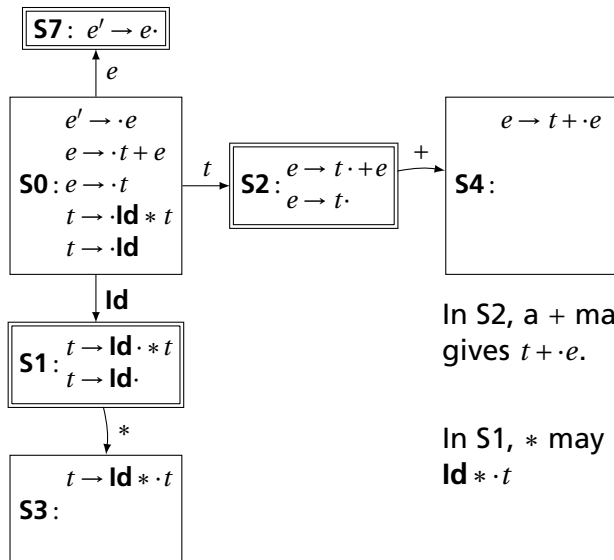 S7 : e′ → e·
e
e′ → ·e
e → ·t + e
S0 : e → ·t
t → ·Id ∗ t
t → ·Id
t
S2 : e → t · + e
e → t·
+
e → t + ·e
S4 :
Id
S1 : t → Id · ∗ t
t → Id·
∗
t → Id ∗ · t
S3 :
In S2, a + ma
gives t + ·e.
In S1, ∗ may
Id ∗ · t